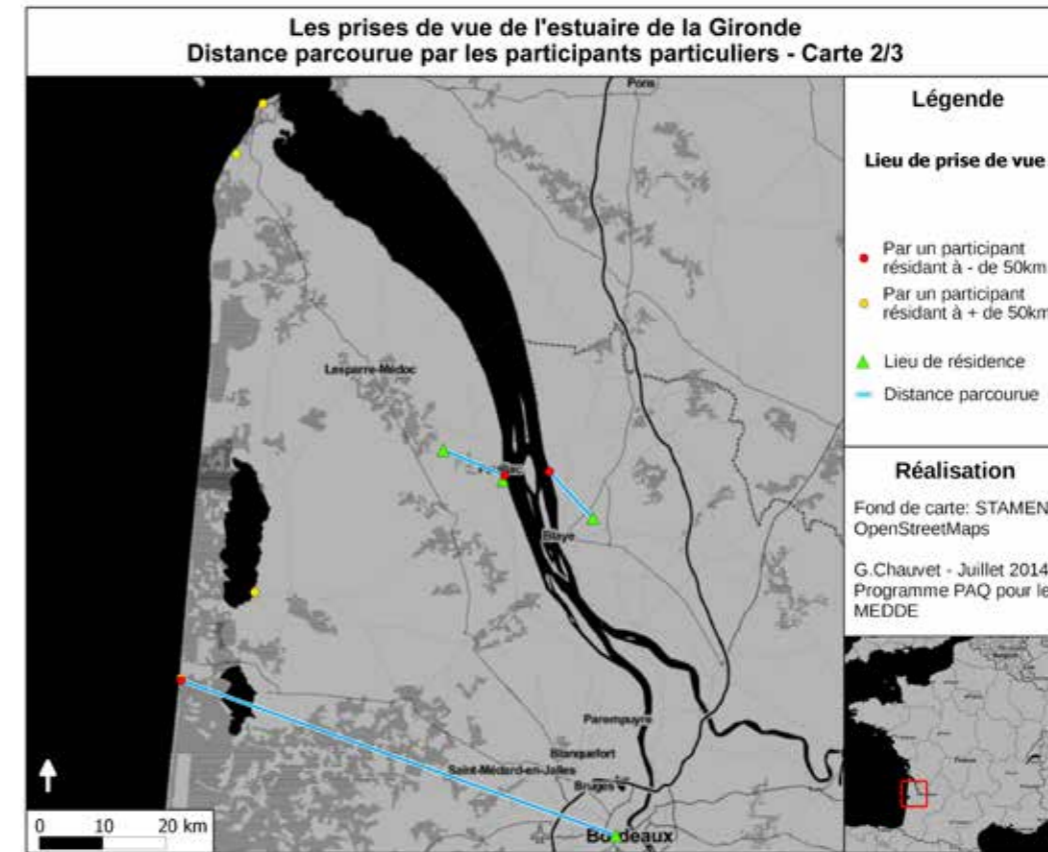 Les prises de vue de l'estuaire de la Gironde
Distance parcourue par les participants particuliers - Carte 2/3
Pons
Lesparre-Médoc
Blaye
Parempuyre
Blanquefort
Saint-Médard-en-Jalles
Bruges
Bordeaux
0 10 20 km
Légende
Lieu de prise de vue
Par un participant
résidant à - de 50km
Par un participant
résidant à + de 50km
Lieu de résidence
Distance parcourue
Réalisation
Fond de carte: STAMEN
OpenStreetMaps
G.Chauvet - Juillet 2014
Programme PAQ pour le
MEDDE
France